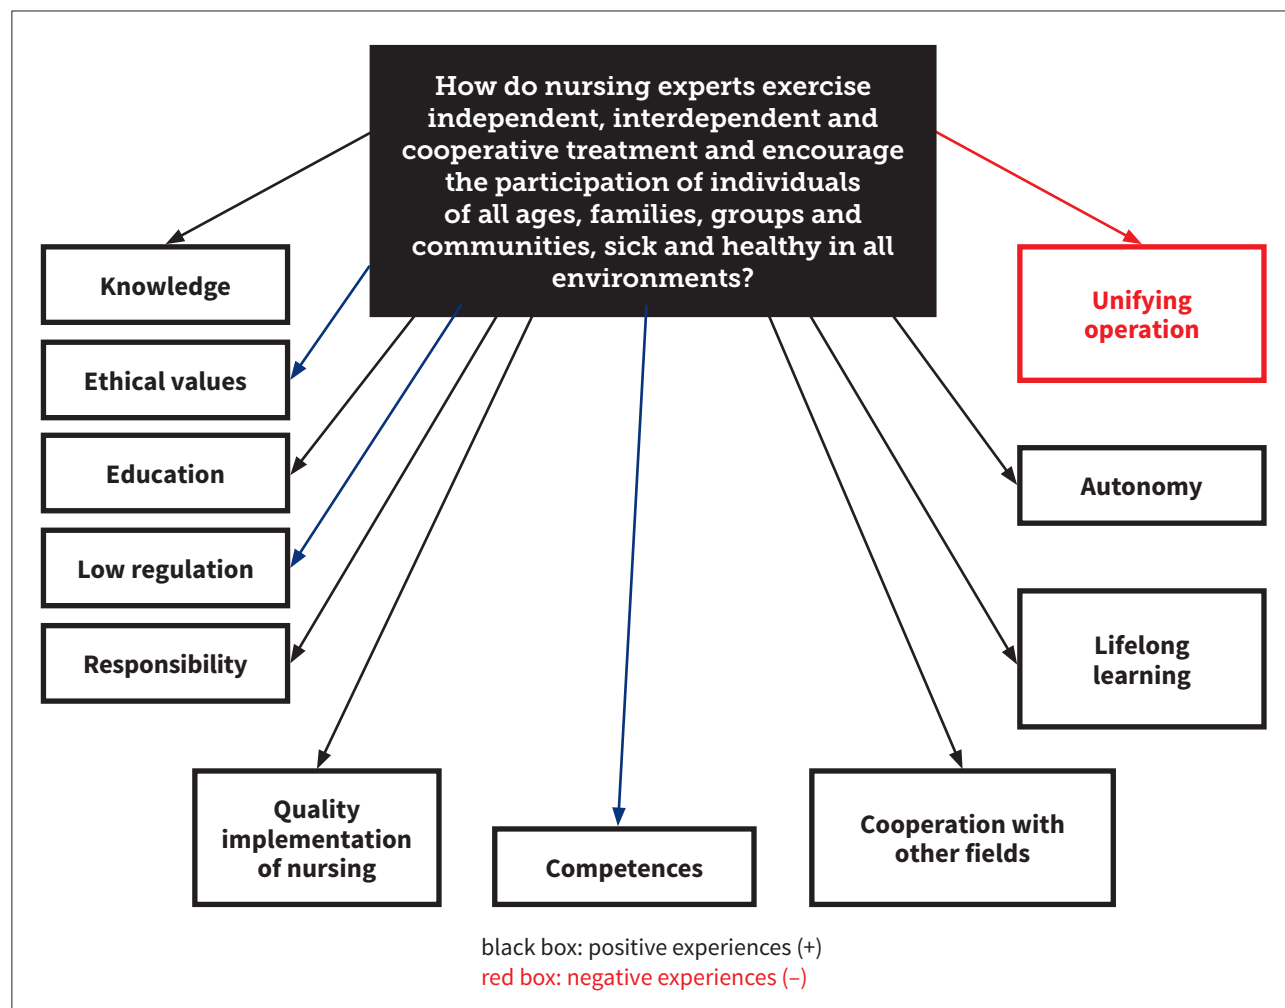 How do nursing experts exercise
independent, interdependent and
cooperative treatment and encourage
the participation of individuals
of all ages, families, groups and
communities, sick and healthy in all
environments?
Knowledge
Ethical values
Education
Low regulation
Responsibility
Unifying
operation
Autonomy
Lifelong
learning
Quality
implementation
of nursing
Competences
Cooperation with
other fields
black box: positive experiences (+)
red box: negative experiences (–)